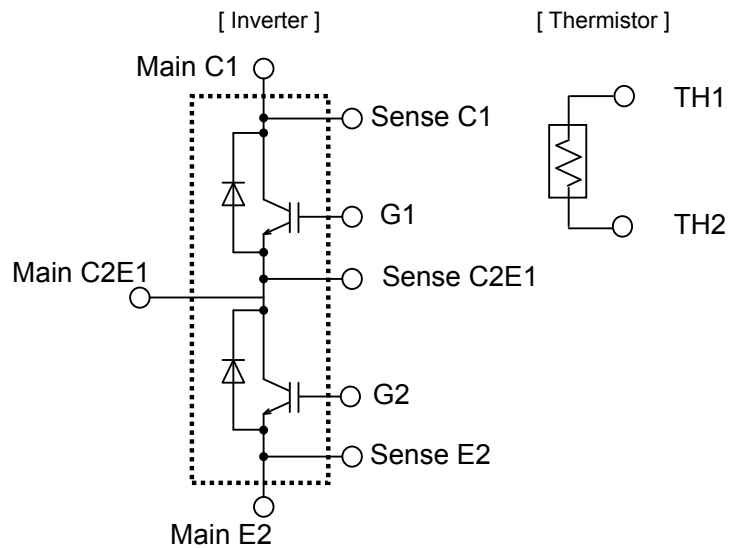 [ Inverter ]
[ Thermistor ]
Main C1
Sense C1
TH1
G1
TH2
Main C2E1
Sense C2E1
G2
Sense E2
Main E2